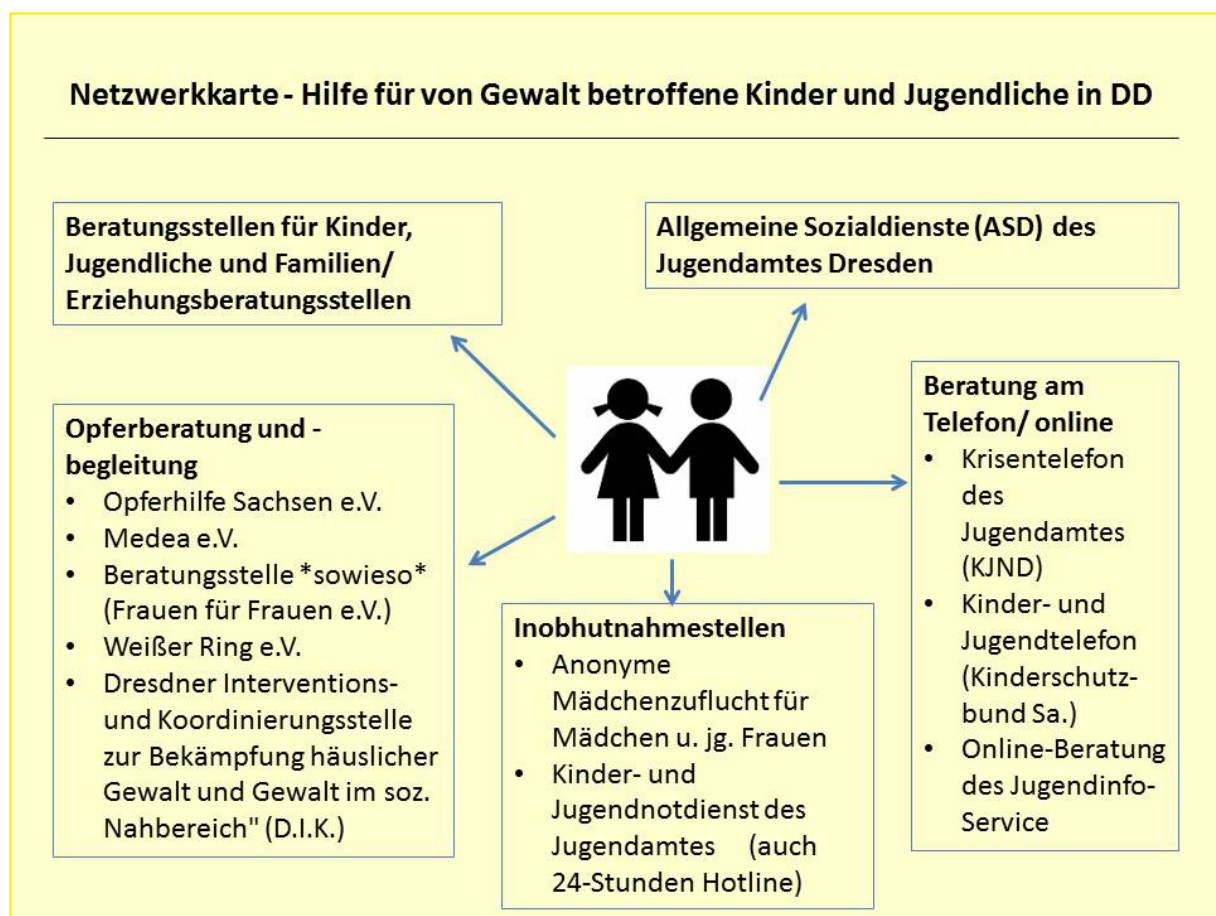 Netzwerkkarte - Hilfe für von Gewalt betroffene Kinder und Jugendliche in DD
Beratungsstellen für Kinder,
Jugendliche und Familien/
Erziehungsberatungsstellen
Allgemeine Sozialdienste (ASD) des
Jugendamtes Dresden
Opferberatung und -
begleitung
• Opferhilfe Sachsen e.V.
• Medea e.V.
• Beratungsstelle *sowieso*
(Frauen für Frauen e.V.)
• Weißer Ring e.V.
• Dresdner Interventions-
und Koordinierungsstelle
zur Bekämpfung häuslicher
Gewalt und Gewalt im soz.
Nahbereich" (D.I.K.)
Inobhutnahmestellen
• Anonyme
Mädchenzuflucht für
Mädchen u. jg. Frauen
• Kinder- und
Jugendnotdienst des
Jugendamtes (auch
24-Stunden Hotline)
Beratung am
Telefon/ online
• Krisentelefon
des
Jugendamtes
(KJND)
• Kinder- und
Jugendtelefon
(Kinderschutz-
bund Sa.)
• Online-Beratung
des Jugendinfo-
Service